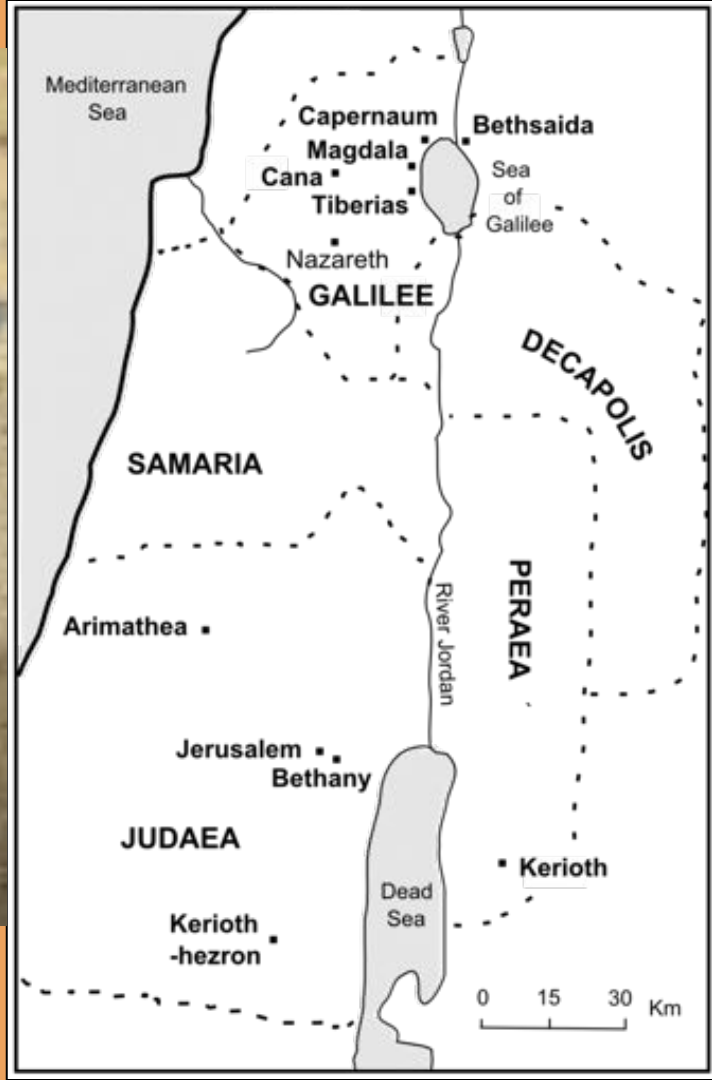 Mediterranean
Sea
Capernaum
Bethsaida
Magdala
Cana
Sea
of
Galilee
Tiberias
Nazareth
GALILEE
DECAPOLIS
SAMARIA
PERAEA
River Jordan
Arimathea
Jerusalem
Bethany
JUDAEA
Kerioth
Dead
Sea
Kerioth
-hezron
0 15 30 Km